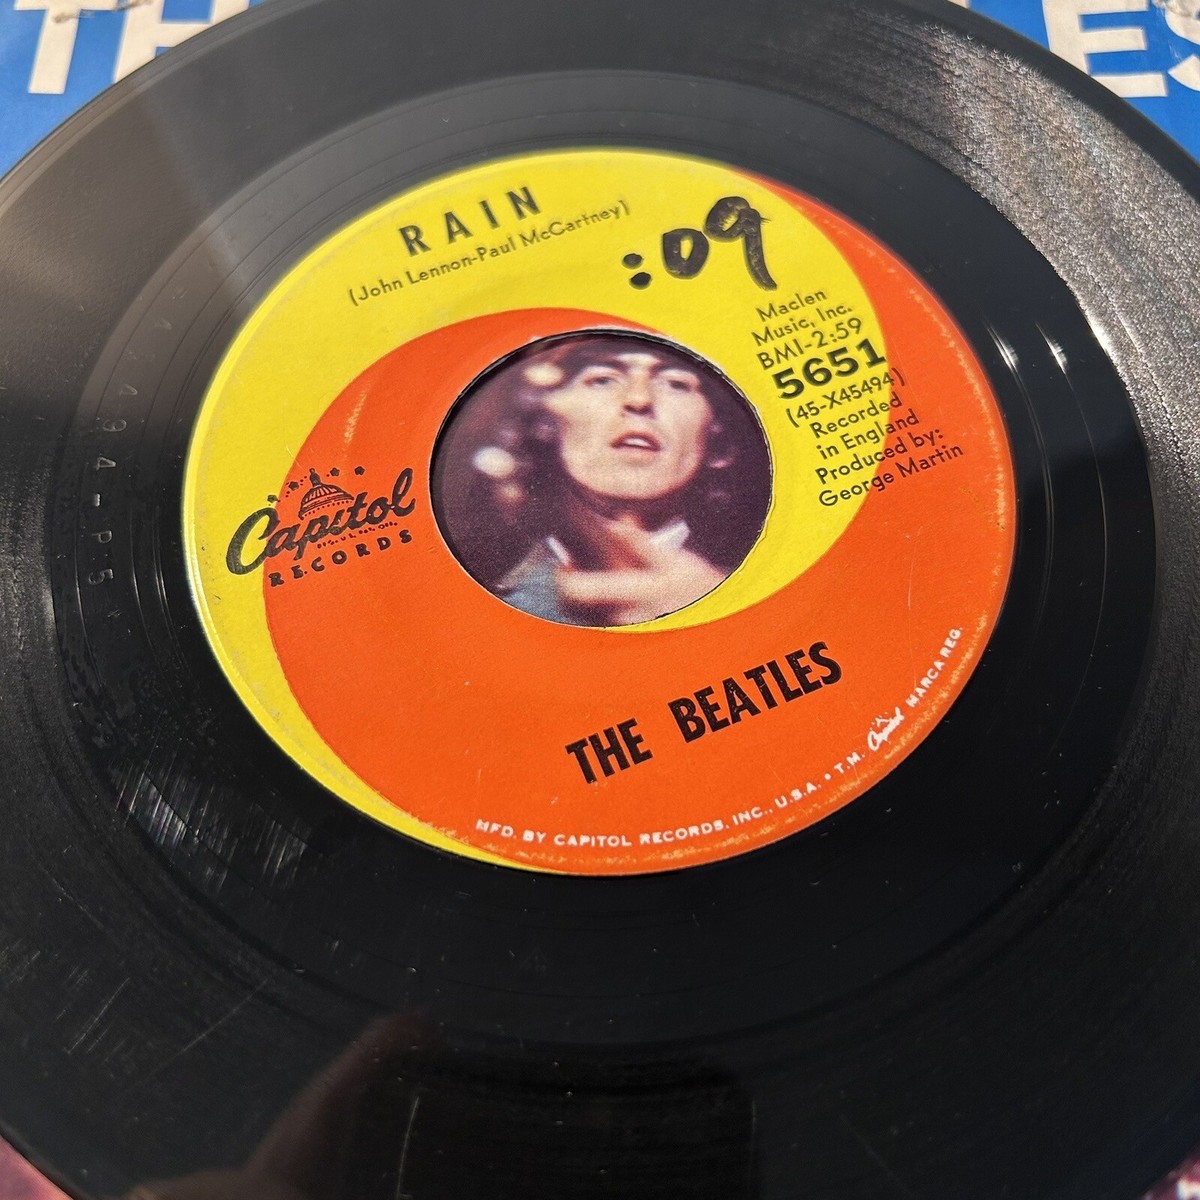 RAIN
(John Lennon-Paul McCartney)
:09
Maclen
Music, Inc.
BMI-2:59
5651
(45-X45494)
Recorded
in England
Produced by:
George Martin
Capitol
RECORDS
THE BEATLES
MFD. BY CAPITOL RECORDS, INC., U.S.A. • T.M. Capitol MARCA REG.